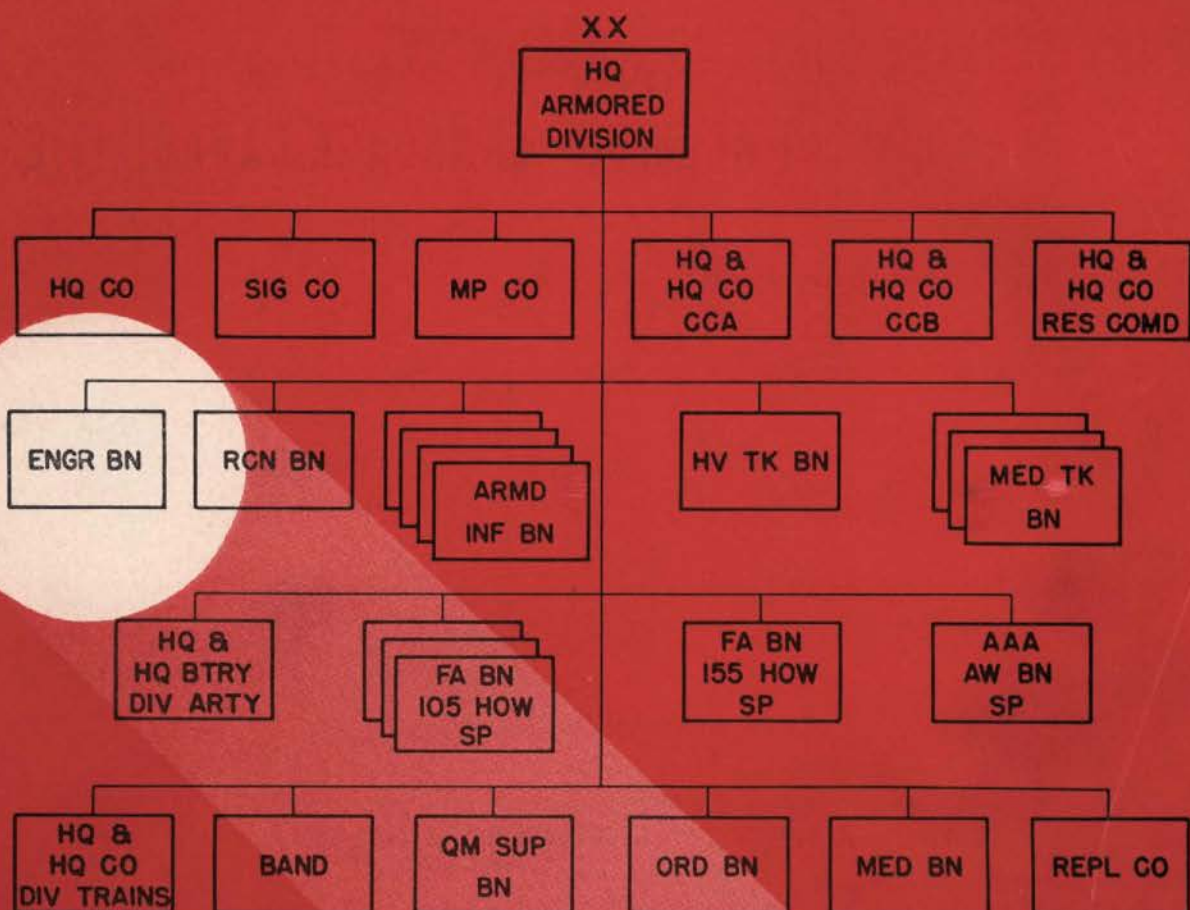 XX
HQ
ARMORED
DIVISION
HQ CO
SIG CO
MP CO
HQ &
HQ CO
CCA
HQ &
HQ CO
CCB
HQ &
HQ CO
RES COMD
ENGR BN
RCN BN
ARMD
INF BN
HV TK BN
MED TK
BN
HQ &
HQ BTRY
DIV ARTY
FA BN
105 HOW
SP
FA BN
155 HOW
SP
AAA
AW BN
SP
HQ &
HQ CO
DIV TRAINS
BAND
QM SUP
BN
ORD BN
MED BN
REPL CO